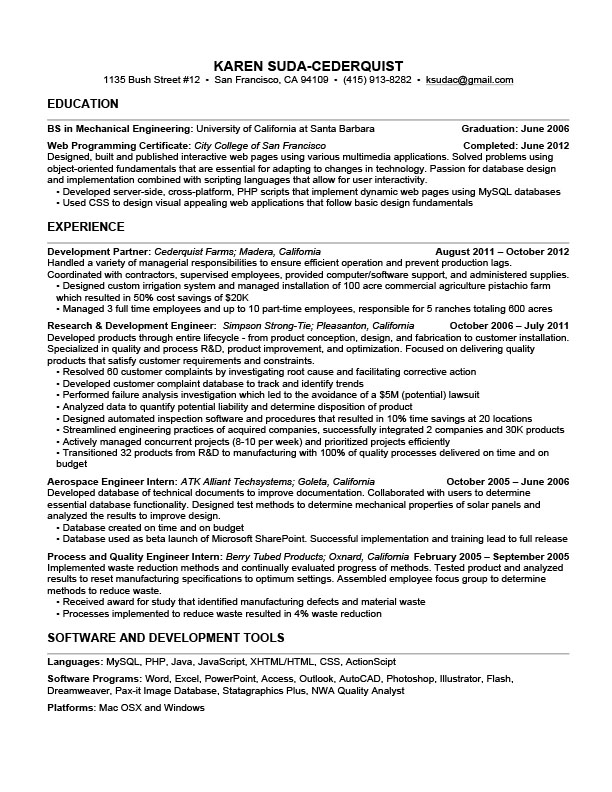 KAREN SUDA-CEDERQUIST
1135 Bush Street #12 • San Francisco, CA 94109 • (415) 913-8282 • ksudac@gmail.com
EDUCATION
BS in Mechanical Engineering: University of California at Santa Barbara Graduation: June 2006
Web Programming Certificate: City College of San Francisco Completed: June 2012
Designed, built and published interactive web pages using various multimedia applications. Solved problems using
object-oriented fundamentals that are essential for adapting to changes in technology. Passion for database design
and implementation combined with scripting languages that allow for user interactivity.
• Developed server-side, cross-platform, PHP scripts that implement dynamic web pages using MySQL databases
• Used CSS to design visual appealing web applications that follow basic design fundamentals
EXPERIENCE
Development Partner: Cederquist Farms; Madera, California August 2011 – October 2012
Handled a variety of managerial responsibilities to ensure efficient operation and prevent production lags.
Coordinated with contractors, supervised employees, provided computer/software support, and administered supplies.
• Designed custom irrigation system and managed installation of 100 acre commercial agriculture pistachio farm
which resulted in 50% cost savings of $20K
• Managed 3 full time employees and up to 10 part-time employees, responsible for 5 ranches totaling 600 acres
Research & Development Engineer: Simpson Strong-Tie; Pleasanton, California October 2006 – July 2011
Developed products through entire lifecycle - from product conception, design, and fabrication to customer installation.
Specialized in quality and process R&D, product improvement, and optimization. Focused on delivering quality
products that satisfy customer requirements and constraints.
• Resolved 60 customer complaints by investigating root cause and facilitating corrective action
• Developed customer complaint database to track and identify trends
• Performed failure analysis investigation which led to the avoidance of a $5M (potential) lawsuit
• Analyzed data to quantify potential liability and determine disposition of product
• Designed automated inspection software and procedures that resulted in 10% time savings at 20 locations
• Streamlined engineering practices of acquired companies, successfully integrated 2 companies and 30K products
• Actively managed concurrent projects (8-10 per week) and prioritized projects efficiently
• Transitioned 32 products from R&D to manufacturing with 100% of quality processes delivered on time and on
budget
Aerospace Engineer Intern: ATK Alliant Techsystems; Goleta, California October 2005 – June 2006
Developed database of technical documents to improve documentation. Collaborated with users to determine
essential database functionality. Designed test methods to determine mechanical properties of solar panels and
analyzed the results to improve design.
• Database created on time and on budget
• Database used as beta launch of Microsoft SharePoint. Successful implementation and training lead to full release
Process and Quality Engineer Intern: Berry Tubed Products; Oxnard, California February 2005 – September 2005
Implemented waste reduction methods and continually evaluated progress of methods. Tested product and analyzed
results to reset manufacturing specifications to optimum settings. Assembled employee focus group to determine
methods to reduce waste.
• Received award for study that identified manufacturing defects and material waste
• Processes implemented to reduce waste resulted in 4% waste reduction
SOFTWARE AND DEVELOPMENT TOOLS
Languages: MySQL, PHP, Java, JavaScript, XHTML/HTML, CSS, ActionScipt
Software Programs: Word, Excel, PowerPoint, Access, Outlook, AutoCAD, Photoshop, Illustrator, Flash,
Dreamweaver, Pax-it Image Database, Statagraphics Plus, NWA Quality Analyst
Platforms: Mac OSX and Windows